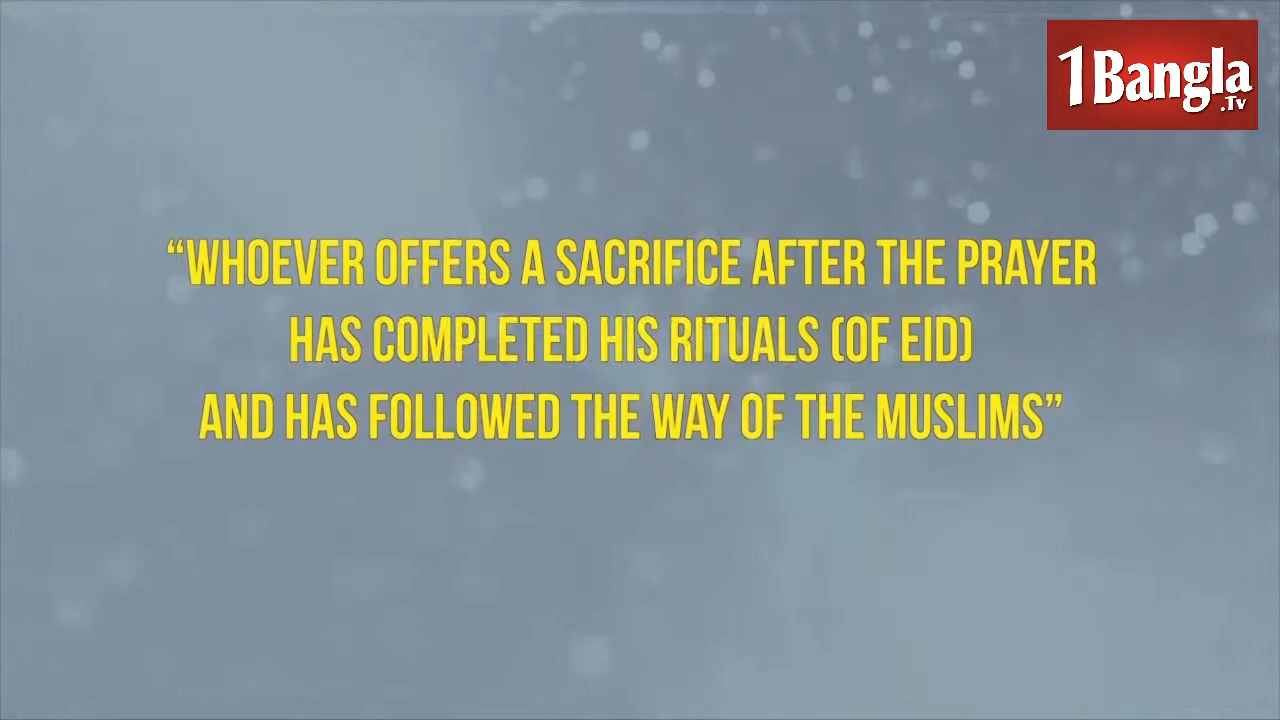 1Bangla
.Tv
“WHOEVER OFFERS A SACRIFICE AFTER THE PRAYER
HAS COMPLETED HIS RITUALS (OF EID)
AND HAS FOLLOWED THE WAY OF THE MUSLIMS”